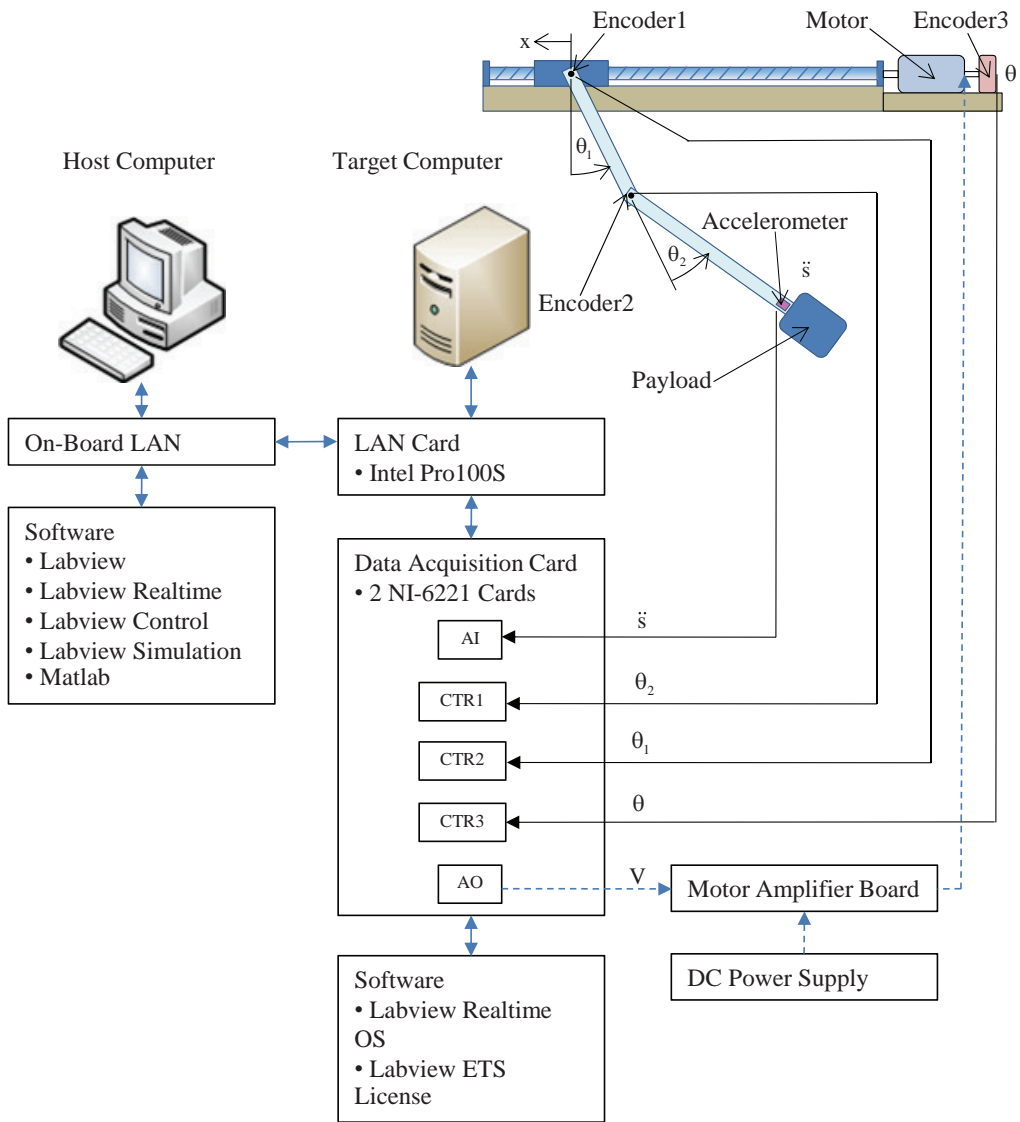 Encoder1
Motor
Encoder3
x
θ
Host Computer
Target Computer
θ₁
Accelerometer
θ₂
s̈
Encoder2
Payload
On-Board LAN
LAN Card
• Intel Pro100S
Software
• Labview
• Labview Realtime
• Labview Control
• Labview Simulation
• Matlab
Data Acquisition Card
• 2 NI-6221 Cards
AI
s̈
CTR1
θ₂
CTR2
θ₁
CTR3
θ
AO
V
Motor Amplifier Board
DC Power Supply
Software
• Labview Realtime
OS
• Labview ETS
License